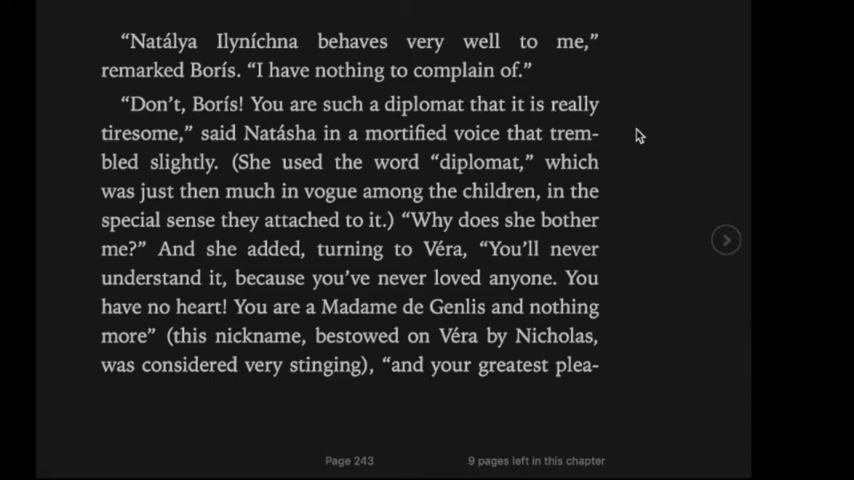 “Natálya Ilyníchna behaves very well to me,”
remarked Borís. “I have nothing to complain of.”
“Don’t, Borís! You are such a diplomat that it is really
tiresome,” said Natásha in a mortified voice that trem-
bled slightly. (She used the word “diplomat,” which
was just then much in vogue among the children, in the
special sense they attached to it.) “Why does she bother
me?” And she added, turning to Véra, “You’ll never
understand it, because you’ve never loved anyone. You
have no heart! You are a Madame de Genlis and nothing
more” (this nickname, bestowed on Véra by Nicholas,
was considered very stinging), “and your greatest plea-
Page 243
9 pages left in this chapter